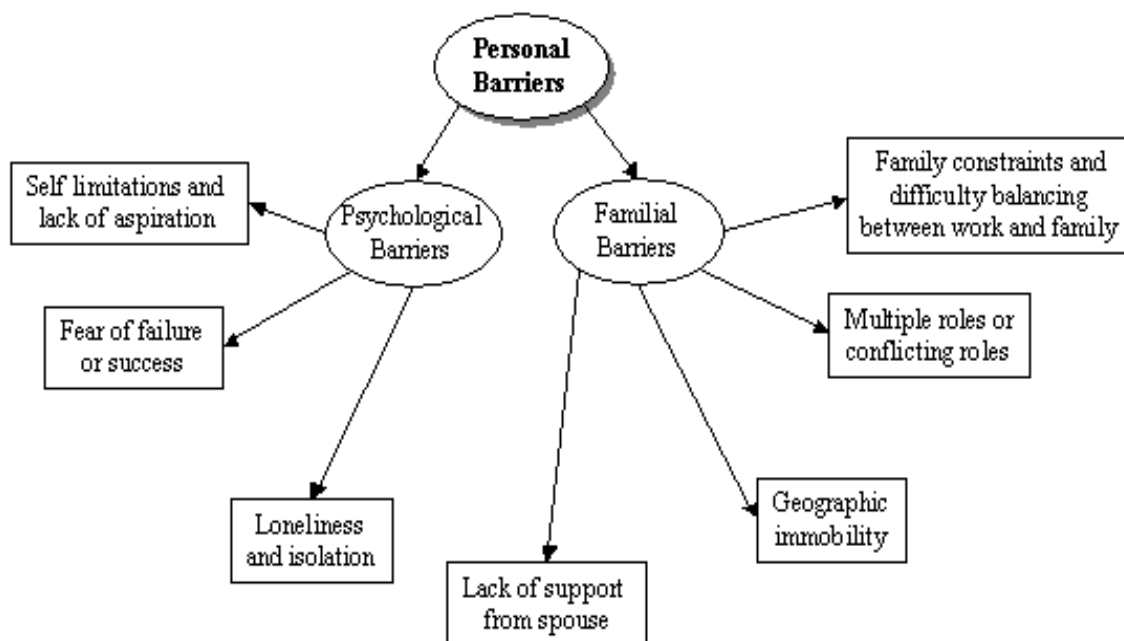 Personal
Barriers
Self limitations and
lack of aspiration
Psychological
Barriers
Familial
Barriers
Family constraints and
difficulty balancing
between work and family
Fear of failure
or success
Multiple roles or
conflicting roles
Loneliness
and isolation
Geographic
immobility
Lack of support
from spouse